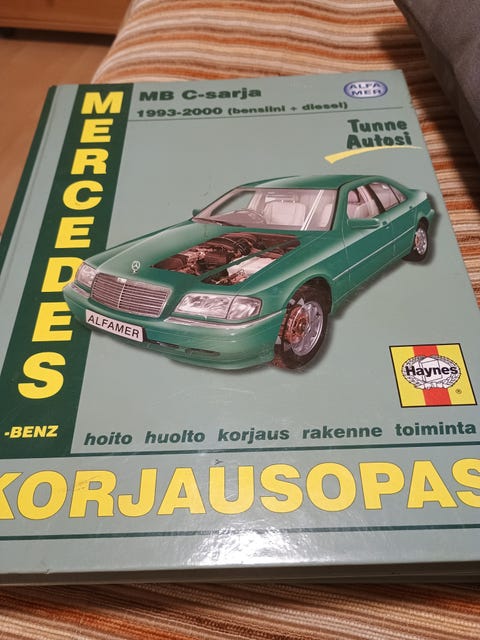 MERCEDES
-BENZ
MB C-sarja
1993-2000 (bensiini + diesel)
ALFA
MER
Tunne
Autosi
ALFAMER
Haynes
®
hoito huolto korjaus rakenne toiminta
KORJAUSOPAS